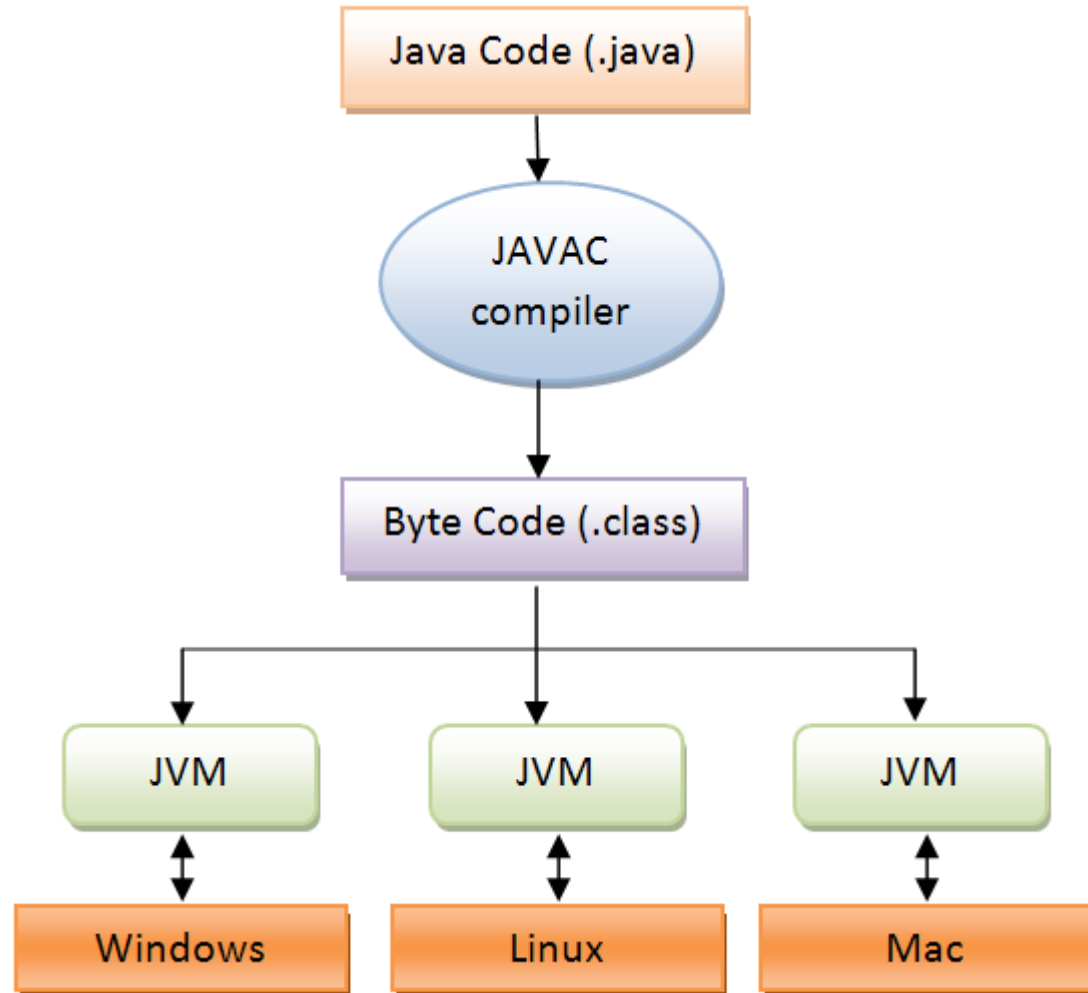 Java Code (.java)
JAVAC
compiler
Byte Code (.class)
JVM
JVM
JVM
Windows
Linux
Mac